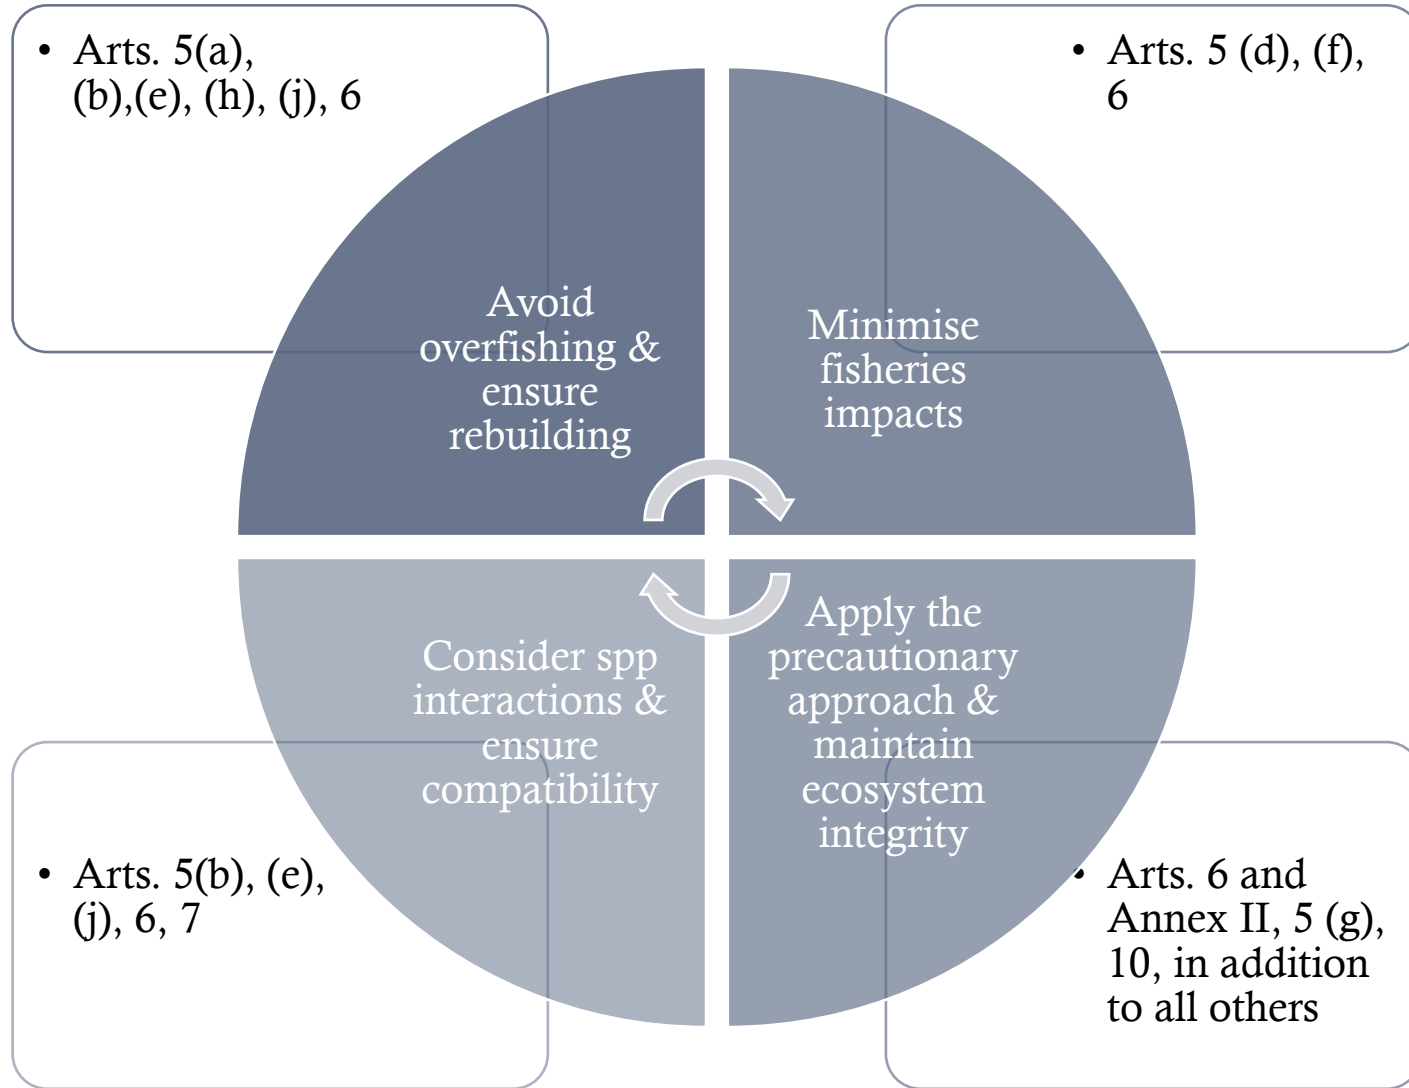 • Arts. 5(a),
(b),(e), (h), (j), 6
• Arts. 5 (d), (f),
6
Avoid
overfishing &
ensure
rebuilding
Minimise
fisheries
impacts
Consider spp
interactions &
ensure
compatibility
Apply the
precautionary
approach &
maintain
ecosystem
integrity
• Arts. 5(b), (e),
(j), 6, 7
• Arts. 6 and
Annex II, 5 (g),
10, in addition
to all others